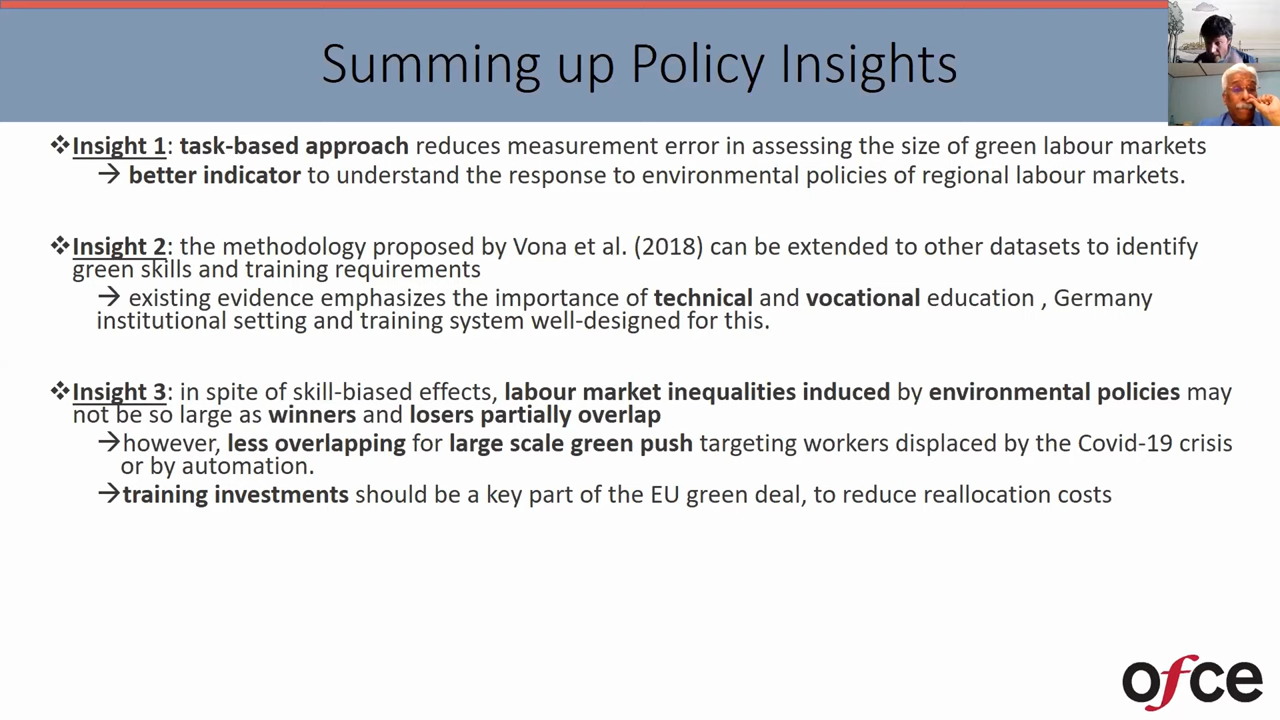 Summing up Policy Insights
❖Insight 1: task-based approach reduces measurement error in assessing the size of green labour markets
→ better indicator to understand the response to environmental policies of regional labour markets.
❖Insight 2: the methodology proposed by Vona et al. (2018) can be extended to other datasets to identify
green skills and training requirements
→ existing evidence emphasizes the importance of technical and vocational education , Germany
institutional setting and training system well-designed for this.
❖Insight 3: in spite of skill-biased effects, labour market inequalities induced by environmental policies may
not be so large as winners and losers partially overlap
→however, less overlapping for large scale green push targeting workers displaced by the Covid-19 crisis
or by automation.
→training investments should be a key part of the EU green deal, to reduce reallocation costs
ofce